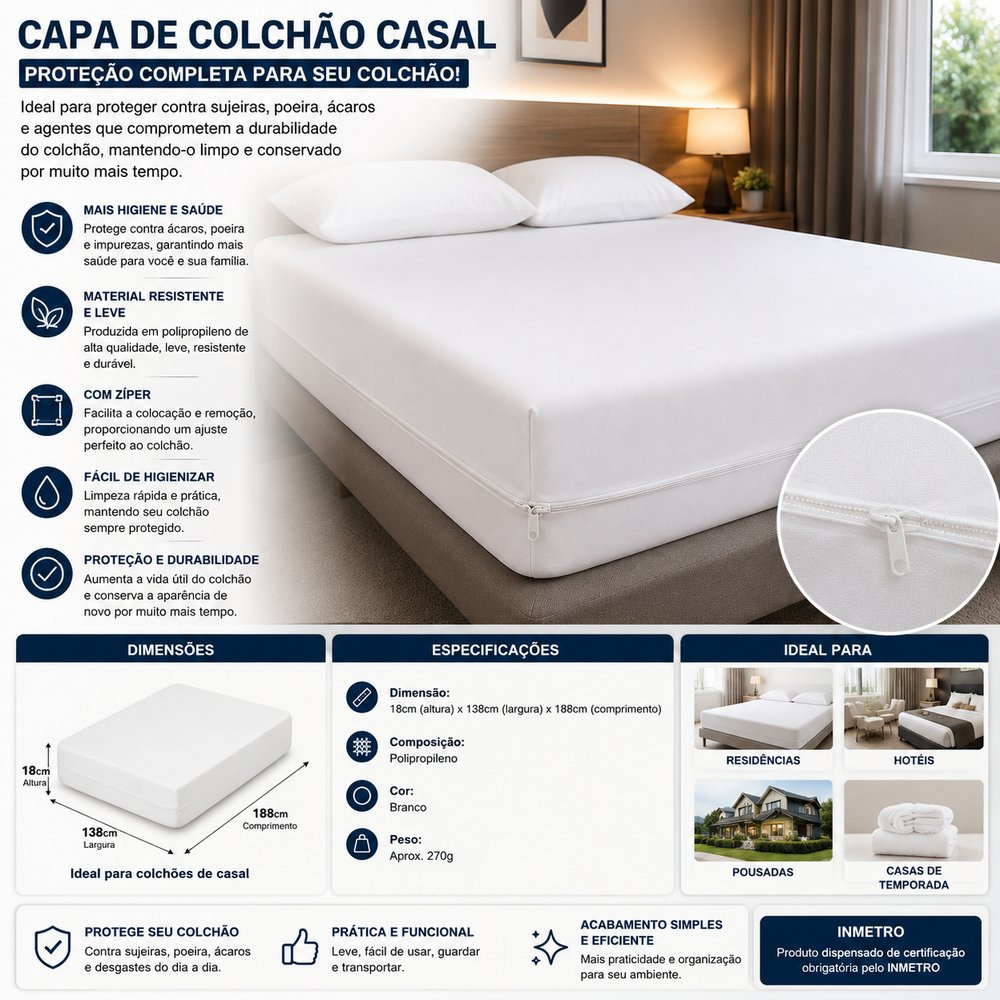 CAPA DE COLCHÃO CASAL
PROTEÇÃO COMPLETA PARA SEU COLCHÃO!
Ideal para proteger contra sujeiras, poeira, ácaros
e agentes que comprometem a durabilidade
do colchão, mantendo-o limpo e conservado
por muito mais tempo.
MAIS HIGIENE E SAÚDE
Protege contra ácaros, poeira
e impurezas, garantindo mais
saúde para você e sua família.
MATERIAL RESISTENTE
E LEVE
Produzida em polipropileno de
alta qualidade, leve, resistente
e durável.
COM ZÍPER
Facilita a colocação e remoção,
proporcionando um ajuste
perfeito ao colchão.
FÁCIL DE HIGIENIZAR
Limpeza rápida e prática,
mantendo seu colchão
sempre protegido.
PROTEÇÃO E DURABILIDADE
Aumenta a vida útil do colchão
e conserva a aparência de
novo por muito mais tempo.
DIMENSÕES
18cm
Altura
138cm
Largura
188cm
Comprimento
Ideal para colchões de casal
ESPECIFICAÇÕES
Dimensão:
18cm (altura) x 138cm (largura) x 188cm (comprimento)
Composição:
Polipropileno
Cor:
Branco
Peso:
Aprox. 270g
IDEAL PARA
RESIDÊNCIAS
HOTÉIS
POUSADAS
CASAS DE
TEMPORADA
PROTEGE SEU COLCHÃO
Contra sujeiras, poeira, ácaros
e desgastes do dia a dia.
PRÁTICA E FUNCIONAL
Leve, fácil de usar, guardar
e transportar.
ACABAMENTO SIMPLES
E EFICIENTE
Mais praticidade e organização
para seu ambiente.
INMETRO
Produto dispensado de certificação
obrigatória pelo INMETRO